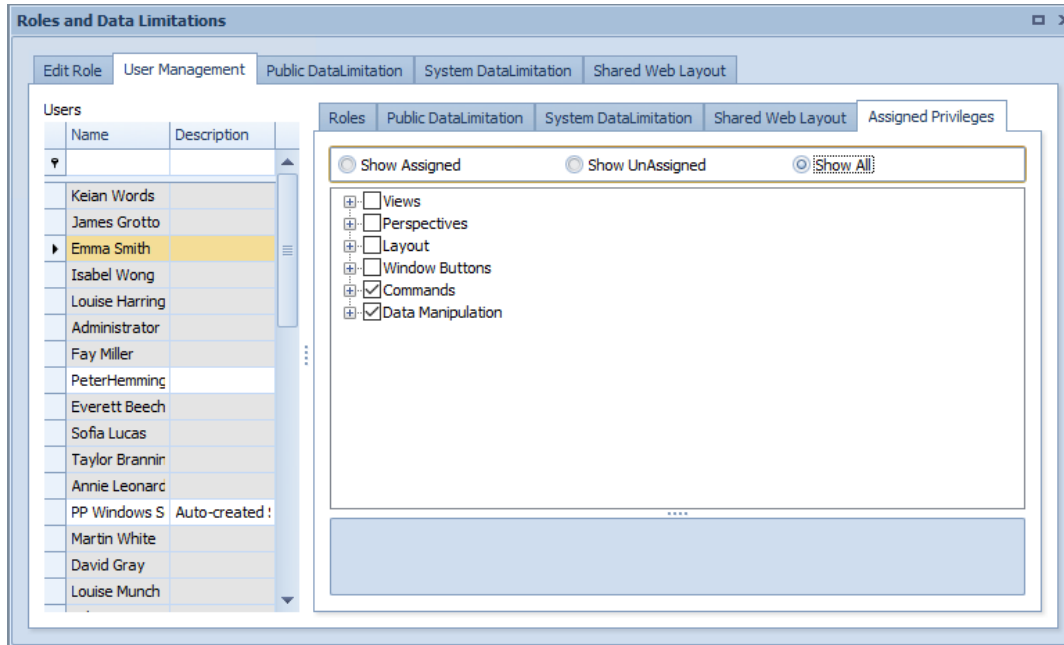 Roles and Data Limitations
Edit Role User Management Public DataLimitation System DataLimitation Shared Web Layout
Users
Name Description
Keian Words
James Grotto
Emma Smith
Isabel Wong
Louise Harring
Administrator
Fay Miller
PeterHemming
Everett Beech
Sofia Lucas
Taylor Brannin
Annie Leonard
PP Windows S Auto-created
Martin White
David Gray
Louise Munch
Roles Public DataLimitation System DataLimitation Shared Web Layout Assigned Privileges
Show Assigned Show UnAssigned Show All
Views
Perspectives
Layout
Window Buttons
Commands
Data Manipulation